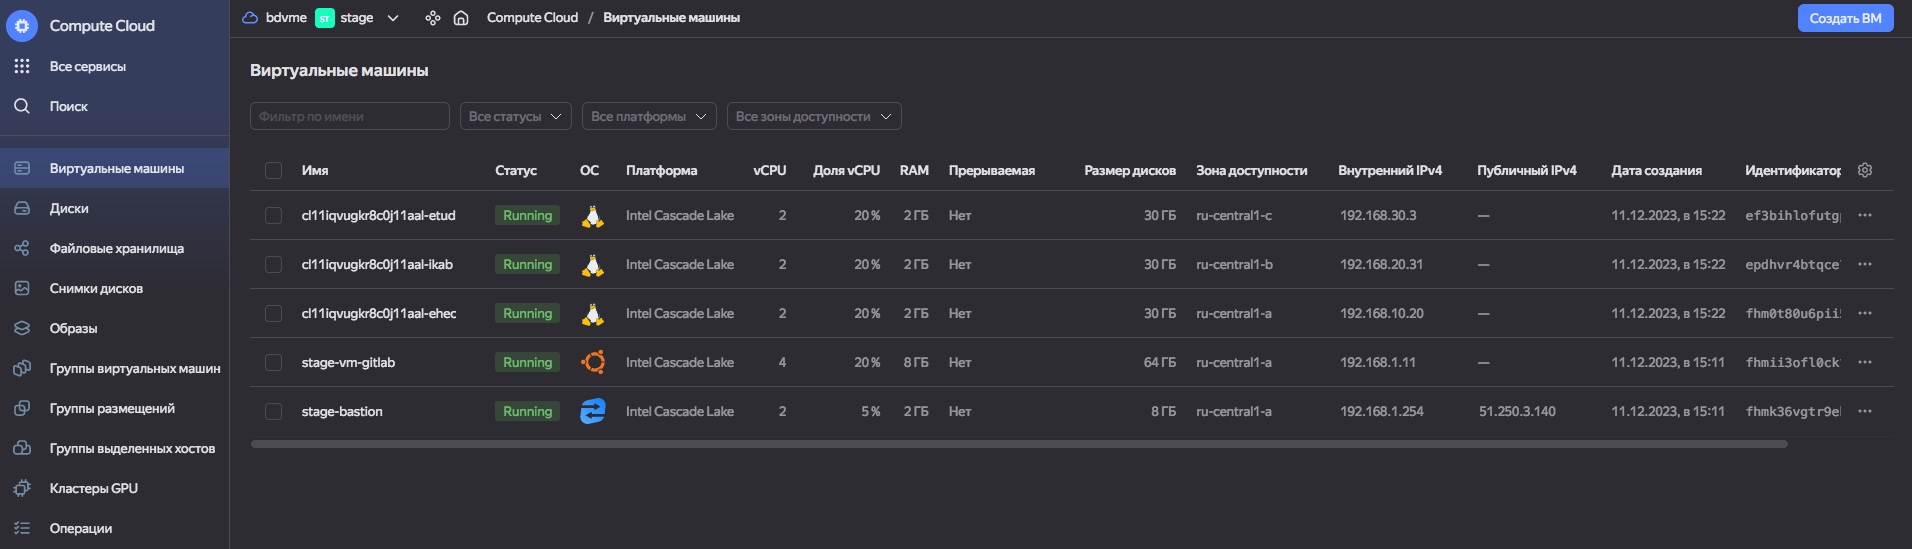 Compute Cloud
Все сервисы
Поиск
Виртуальные машины
Диски
Файловые хранилища
Снимки дисков
Образы
Группы виртуальных машин
Группы размещений
Группы выделенных хостов
Кластеры GPU
Операции
bdvme ST stage Compute Cloud / Виртуальные машины Создать ВМ
Виртуальные машины
Фильтр по имени Все статусы Все платформы Все зоны доступности
Имя Статус ОС Платформа vCPU Доля vCPU RAM Прерываемая Размер дисков Зона доступности Внутренний IPv4 Публичный IPv4 Дата создания Идентификатор
cl11iqvugkr8c0j11aal-etud Running Intel Cascade Lake 2 20 % 2 ГБ Нет 30 ГБ ru-central1-c 192.168.30.3 — 11.12.2023, в 15:22 ef3bihlofutg
cl11iqvugkr8c0j11aal-ikab Running Intel Cascade Lake 2 20 % 2 ГБ Нет 30 ГБ ru-central1-b 192.168.20.31 — 11.12.2023, в 15:22 epdhvr4btqce
cl11iqvugkr8c0j11aal-ehec Running Intel Cascade Lake 2 20 % 2 ГБ Нет 30 ГБ ru-central1-a 192.168.10.20 — 11.12.2023, в 15:22 fhm0t80u6pii
stage-vm-gitlab Running Intel Cascade Lake 4 20 % 8 ГБ Нет 64 ГБ ru-central1-a 192.168.1.11 — 11.12.2023, в 15:11 fhmii3ofl0ck
stage-bastion Running Intel Cascade Lake 2 5 % 2 ГБ Нет 8 ГБ ru-central1-a 192.168.1.254 51.250.3.140 11.12.2023, в 15:11 fhmk36vgtr9e